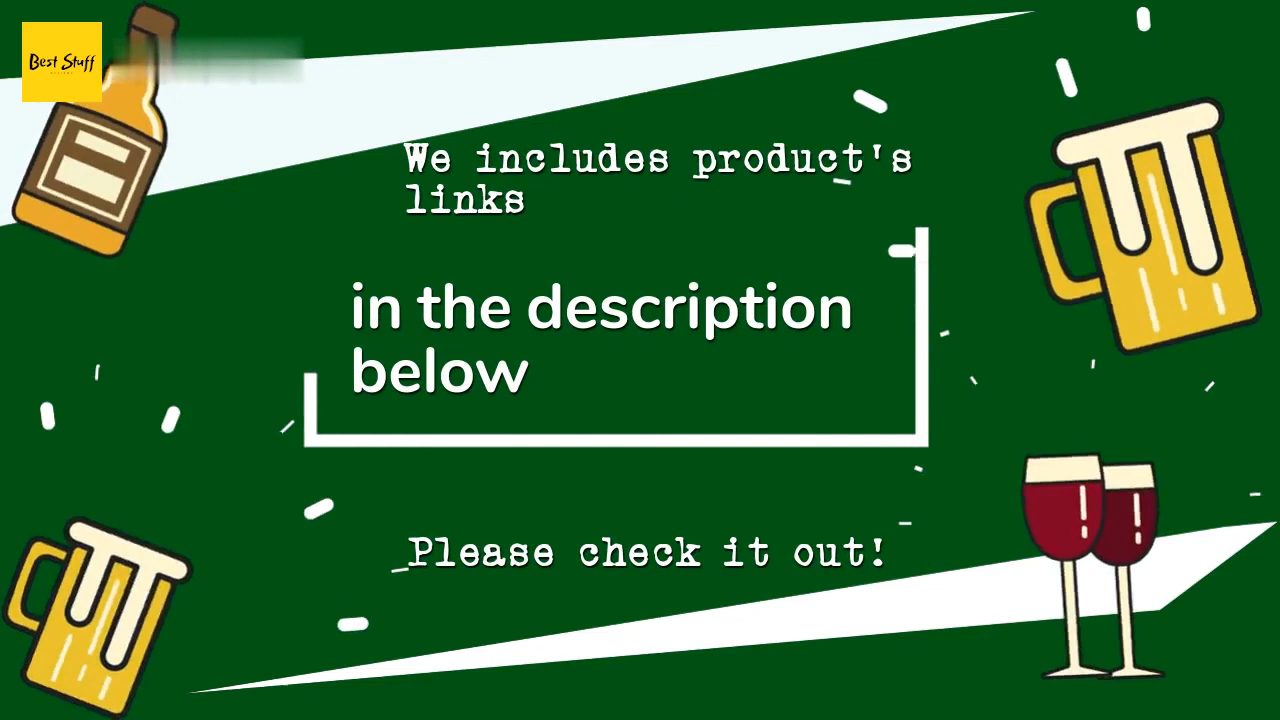 Best Stuff
We includes product's
links
in the description
below
Please check it out!